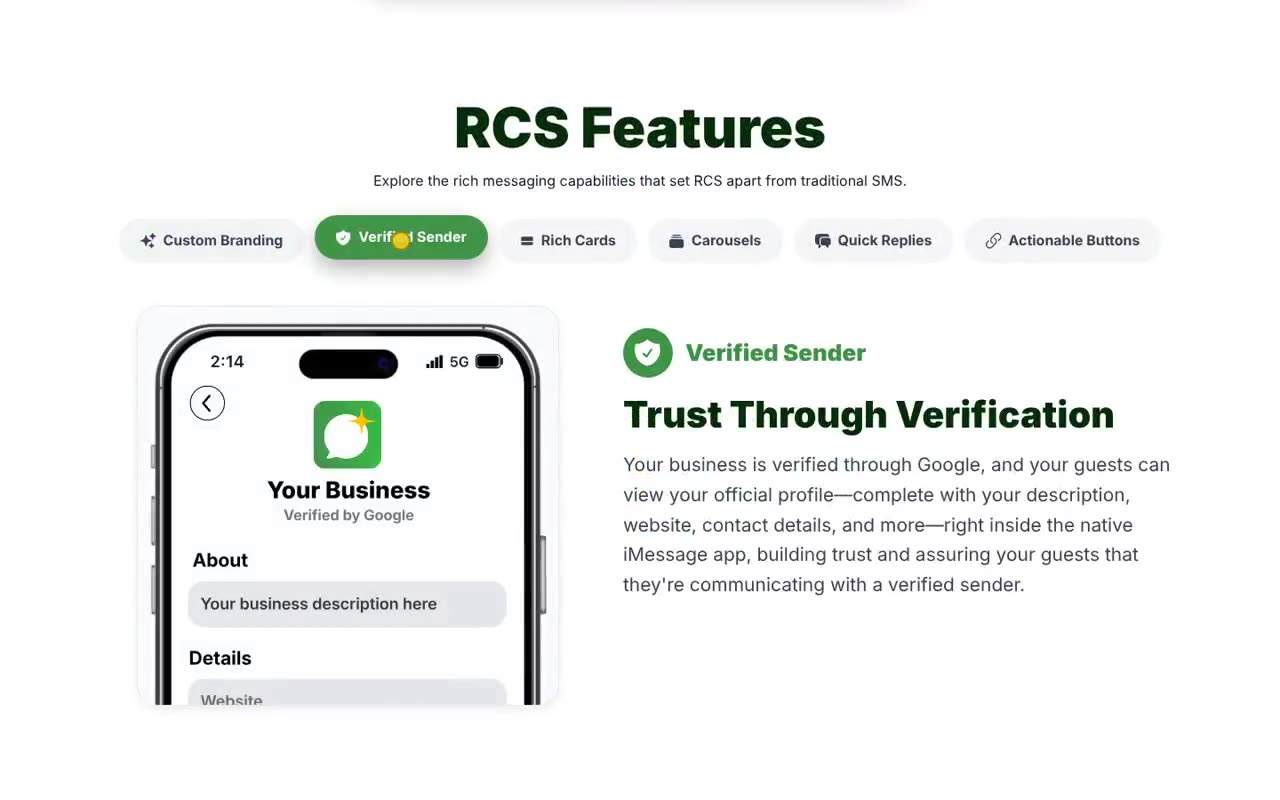 RCS Features
Explore the rich messaging capabilities that set RCS apart from traditional SMS.
Custom Branding
Verified Sender
Rich Cards
Carousels
Quick Replies
Actionable Buttons
2:14
5G
Your Business
Verified by Google
About
Your business description here
Details
Website
Verified Sender
Trust Through Verification
Your business is verified through Google, and your guests can
view your official profile—complete with your description,
website, contact details, and more—right inside the native
iMessage app, building trust and assuring your guests that
they're communicating with a verified sender.